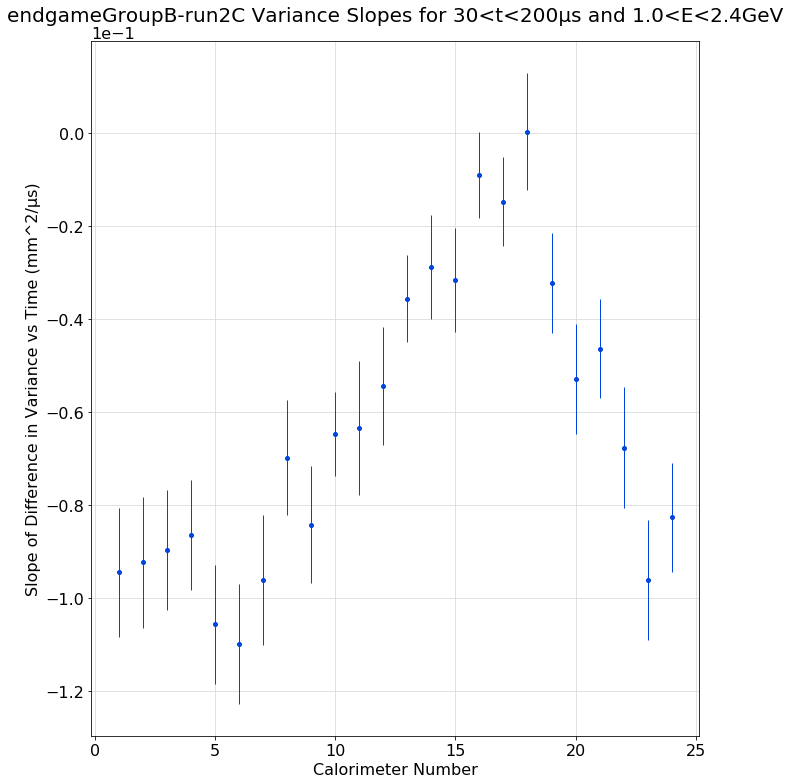 endgameGroupB-run2C Variance Slopes for 30<t<200μs and 1.0<E<2.4GeV
1e−1
0.0
−0.2
−0.4
−0.6
−0.8
−1.0
−1.2
Slope of Difference in Variance vs Time (mm^2/μs)
0 5 10 15 20 25
Calorimeter Number